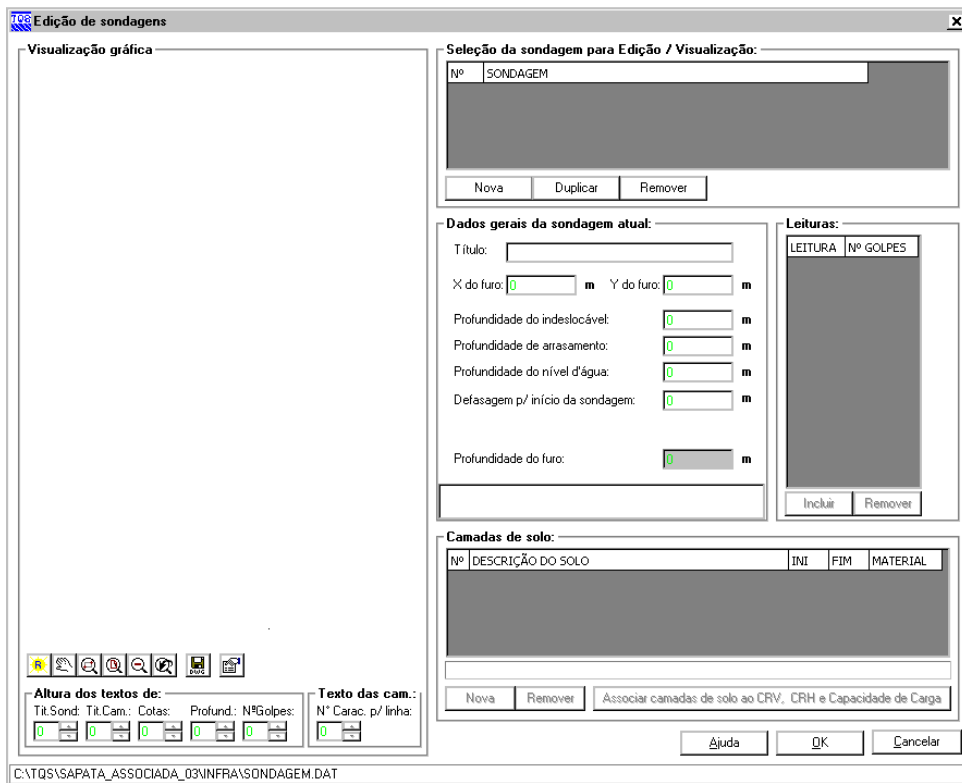 TQS Edição de sondagens
Visualização gráfica
Seleção da sondagem para Edição / Visualização:
Nº SONDAGEM
Nova Duplicar Remover
Dados gerais da sondagem atual:
Título:
X do furo: 0 m Y do furo: 0 m
Profundidade do indeslocável: 0 m
Profundidade de arrasamento: 0 m
Profundidade do nível d'água: 0 m
Defasagem p/ início da sondagem: 0 m
Profundidade do furo: 0 m
Leituras:
LEITURA Nº GOLPES
Incluir Remover
Camadas de solo:
Nº DESCRIÇÃO DO SOLO INI FIM MATERIAL
Nova Remover Associar camadas de solo ao CRV, CRH e Capacidade de Carga
R DWG
Altura dos textos de:
Tit.Sond: Tit.Cam.: Cotas: Profund.: NºGolpes:
0 0 0 0 0
Texto das cam.:
N° Carac. p/ linha:
0
Ajuda OK Cancelar
C:\TQS\SAPATA_ASSOCIADA_03\INFRA\SONDAGEM.DAT